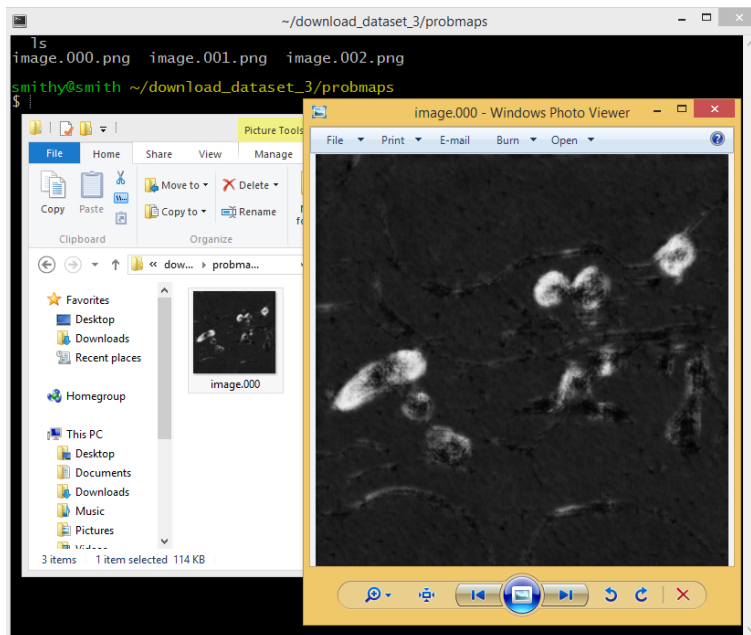 ~/download_dataset_3/probmaps
ls
image.000.png image.001.png image.002.png
smithy@smith ~/download_dataset_3/probmaps
$
Picture Tools
File Home Share View Manage
Copy
Paste
Move to
Copy to
Delete
Rename
Clipboard
Organize
« dow... probma...
Favorites
Desktop
Downloads
Recent places
Homegroup
This PC
Desktop
Documents
Downloads
Music
Pictures
image.000
3 items 1 item selected 114 KB
image.000 - Windows Photo Viewer
File Print E-mail Burn Open